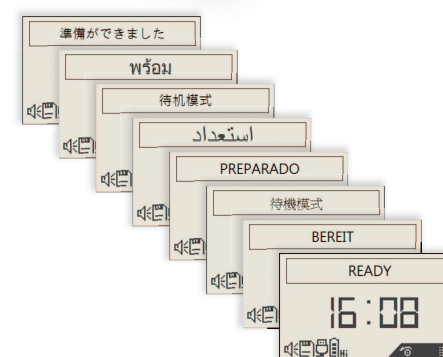 準備ができました
พร้อม
待机模式
استعداد
PREPARADO
待機模式
BEREIT
READY
16:08
Hi